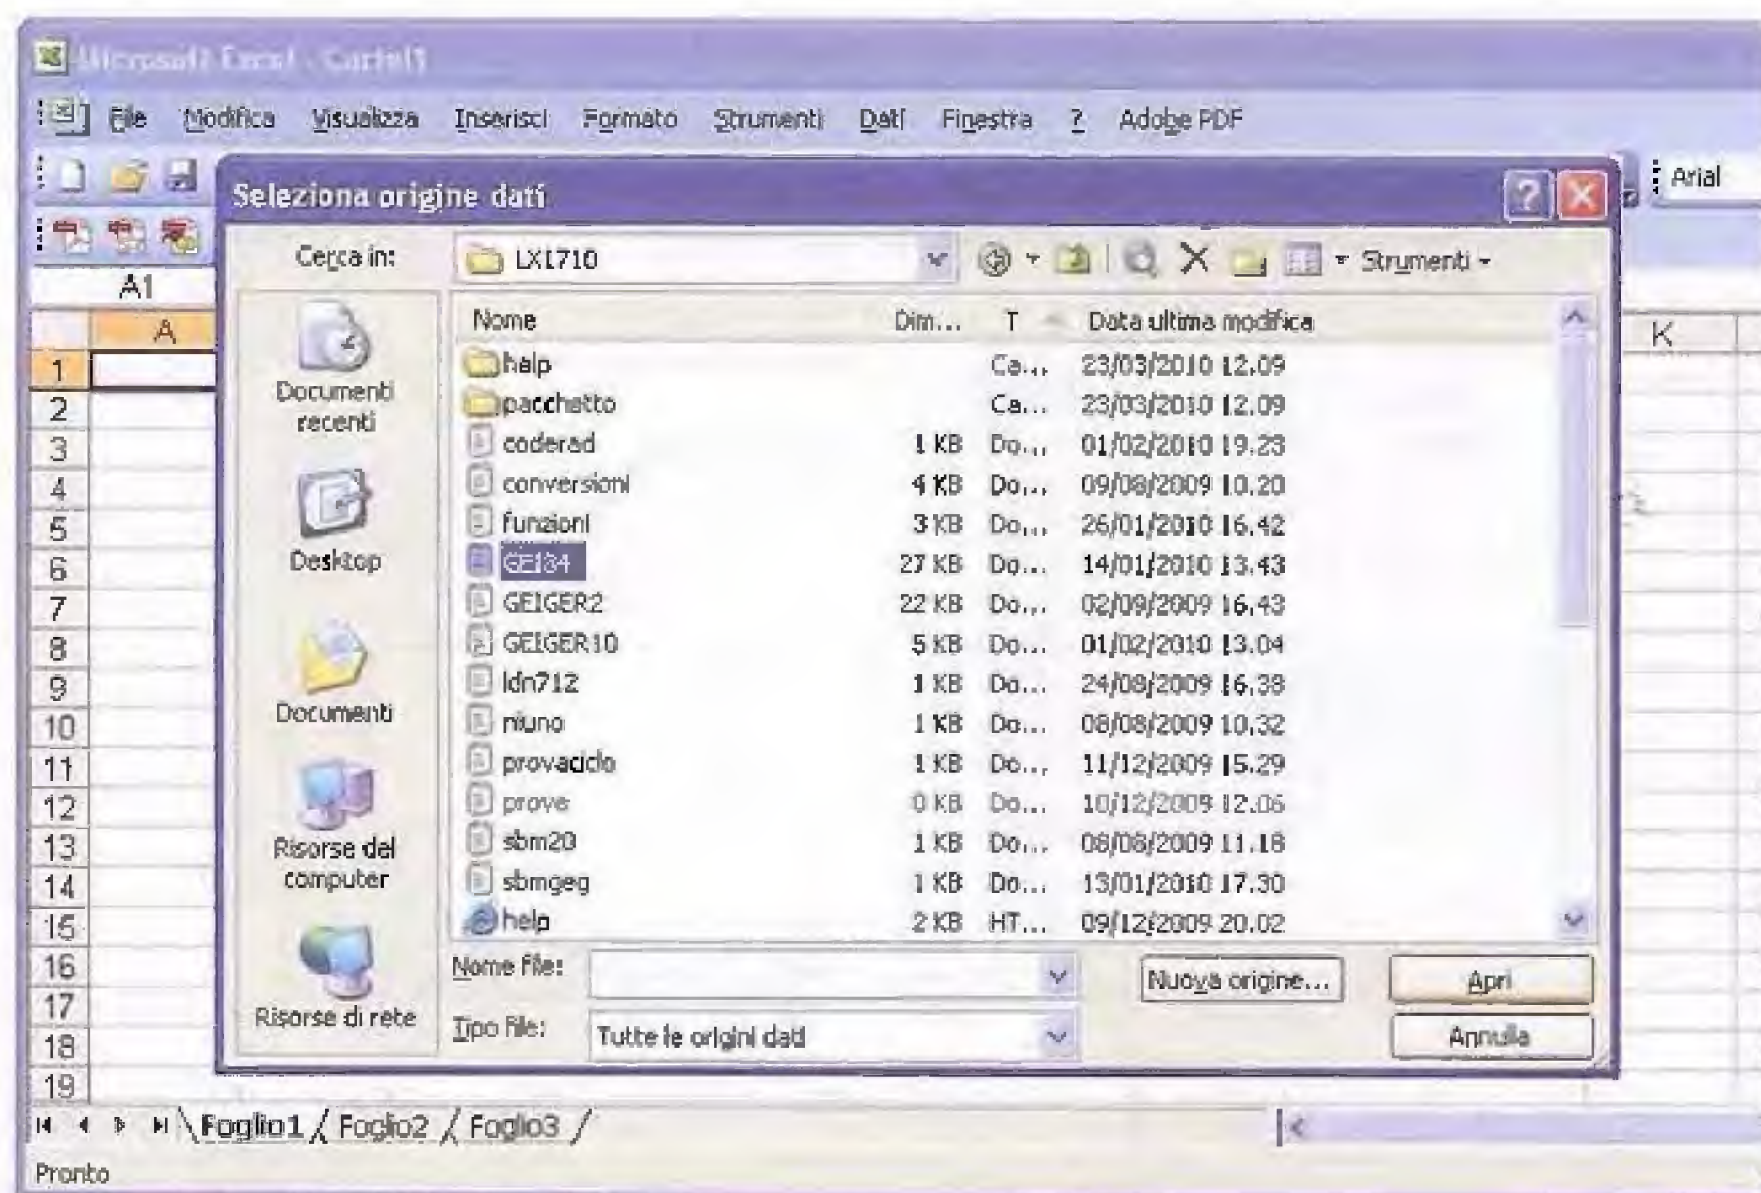 Microsoft Excel - Cartel1
File Modifica Visualizza Inserisci Formato Strumenti Dati Finestra ? Adobe PDF
Arial
Seleziona origine dati
Cerca in: LX1710 Strumenti
A1
A K
Nome Dim... T Data ultima modifica
help Ca... 23/03/2010 12.09
pacchetto Ca... 23/03/2010 12.09
coderad 1 KB Do... 01/02/2010 19.23
conversioni 4 KB Do... 09/08/2009 10.20
funzioni 3 KB Do... 26/01/2010 16.42
GEI84 27 KB Do... 14/01/2010 13.43
GEIGER2 22 KB Do... 02/09/2009 16.43
GEIGER10 5 KB Do... 01/02/2010 13.04
ldn712 1 KB Do... 24/08/2009 16.38
niuno 1 KB Do... 08/08/2009 10.32
provaciclo 1 KB Do... 11/12/2009 15.29
prove 0 KB Do... 10/12/2009 12.06
sbm20 1 KB Do... 08/08/2009 11.18
sbmgeg 1 KB Do... 13/01/2010 17.30
help 2 KB HT... 09/12/2009 20.02
Documenti recenti
Desktop
Documenti
Risorse del computer
Risorse di rete
Nome file: Nuova origine... Apri
Tipo file: Tutte le origini dati Annulla
1
2
3
4
5
6
7
8
9
10
11
12
13
14
15
16
17
18
19
Foglio1 Foglio2 Foglio3
Pronto